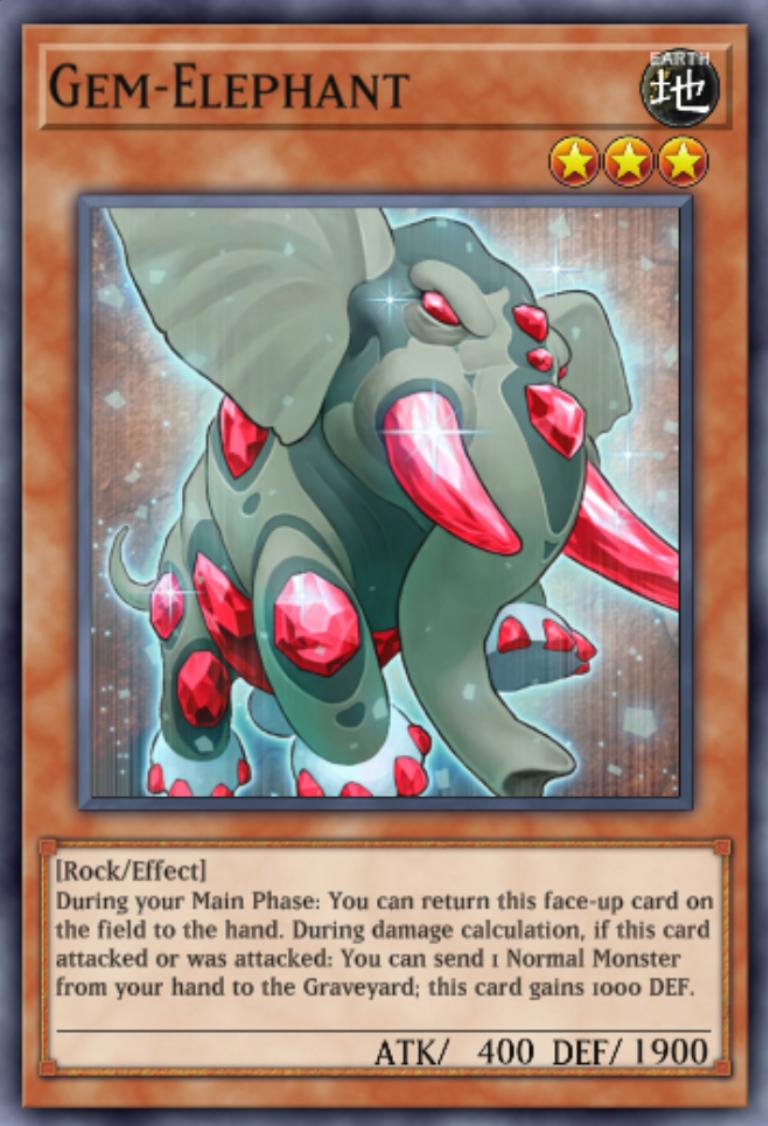 Gem-Elephant
EARTH
地
[Rock/Effect]
During your Main Phase: You can return this face-up card on
the field to the hand. During damage calculation, if this card
attacked or was attacked: You can send 1 Normal Monster
from your hand to the Graveyard; this card gains 1000 DEF.
ATK/ 400 DEF/ 1900